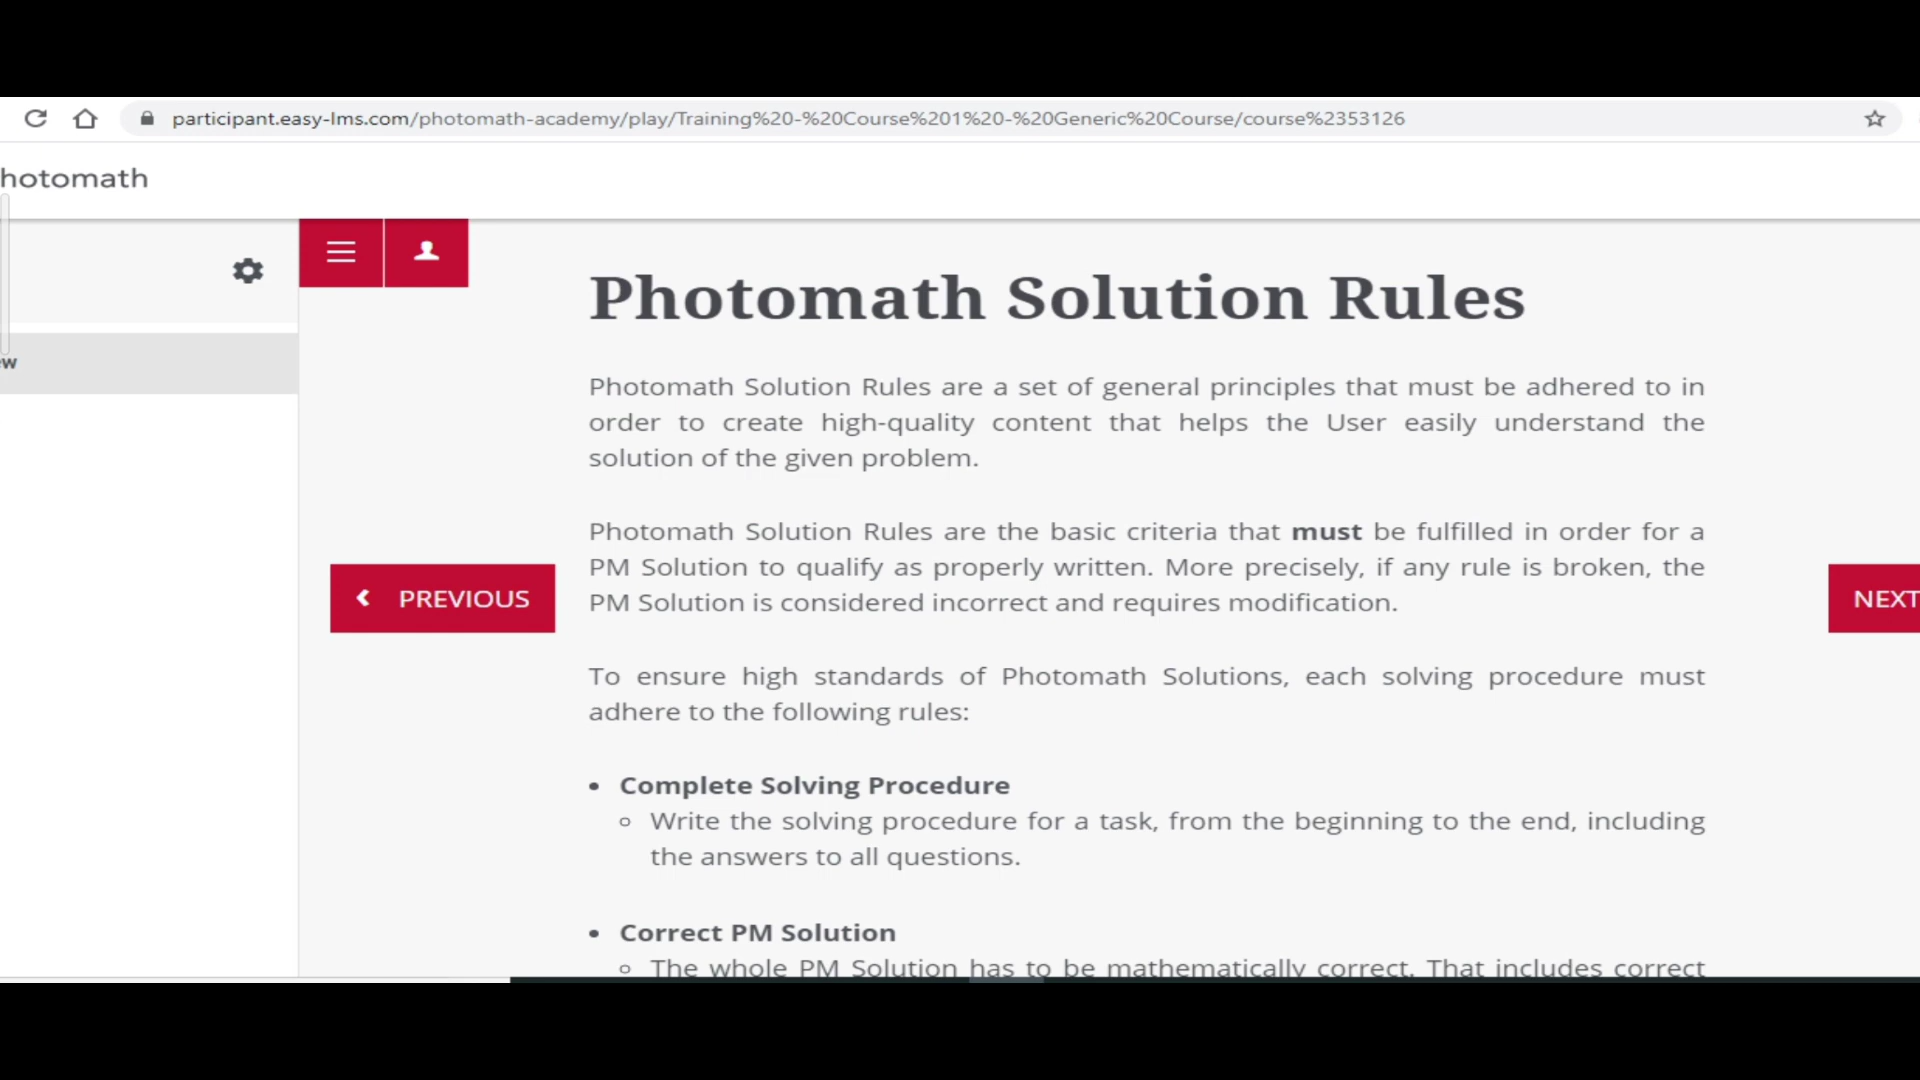 participant.easy-lms.com/photomath-academy/play/Training%20-%20Course%201%20-%20Generic%20Course/course%2353126
hotomath
ew
Photomath Solution Rules
Photomath Solution Rules are a set of general principles that must be adhered to in
order to create high-quality content that helps the User easily understand the
solution of the given problem.
Photomath Solution Rules are the basic criteria that must be fulfilled in order for a
PM Solution to qualify as properly written. More precisely, if any rule is broken, the
PM Solution is considered incorrect and requires modification.
PREVIOUS
NEXT
To ensure high standards of Photomath Solutions, each solving procedure must
adhere to the following rules:
• Complete Solving Procedure
○ Write the solving procedure for a task, from the beginning to the end, including
the answers to all questions.
• Correct PM Solution
○ The whole PM Solution has to be mathematically correct. That includes correct